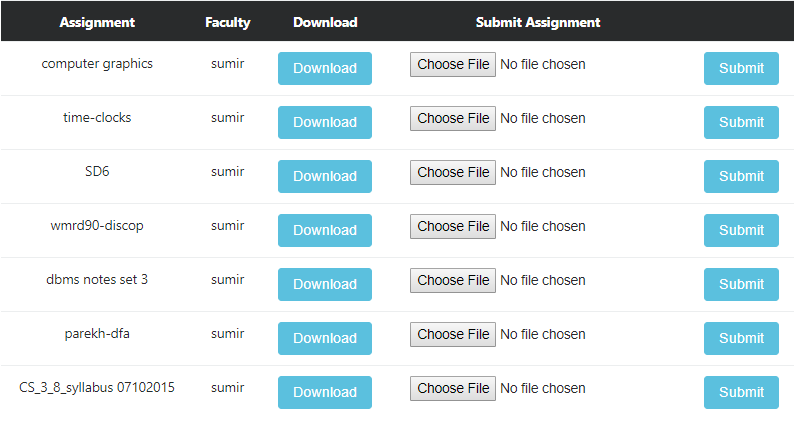 Assignment Faculty Download Submit Assignment
computer graphics sumir Download Choose File No file chosen Submit
time-clocks sumir Download Choose File No file chosen Submit
SD6 sumir Download Choose File No file chosen Submit
wmrd90-discop sumir Download Choose File No file chosen Submit
dbms notes set 3 sumir Download Choose File No file chosen Submit
parekh-dfa sumir Download Choose File No file chosen Submit
CS_3_8_syllabus 07102015 sumir Download Choose File No file chosen Submit